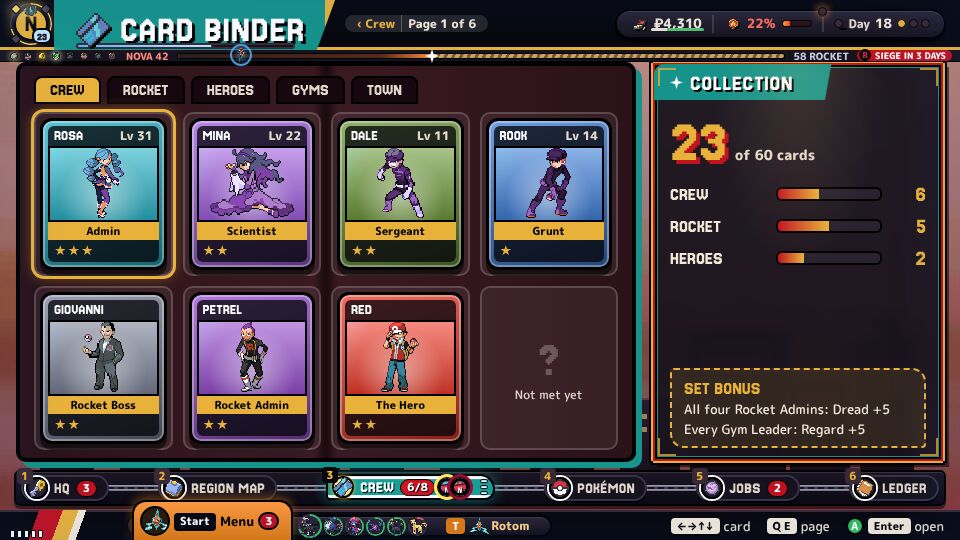 N
23
CARD BINDER
‹ Crew | Page 1 of 6
₽4,310
22%
Day 18
NOVA 42
58 ROCKET
R SIEGE IN 3 DAYS
CREW
ROCKET
HEROES
GYMS
TOWN
ROSA Lv 31
Admin
★★★
MINA Lv 22
Scientist
★★
DALE Lv 11
Sergeant
★★
ROOK Lv 14
Grunt
★
GIOVANNI
Rocket Boss
★★
PETREL
Rocket Admin
★★
RED
The Hero
★★
?
Not met yet
COLLECTION
23 of 60 cards
CREW 6
ROCKET 5
HEROES 2
SET BONUS
All four Rocket Admins: Dread +5
Every Gym Leader: Regard +5
1 HQ 3
2 REGION MAP
3 CREW 6/8
4 POKÉMON
5 JOBS 2
6 LEDGER
Start Menu 3
T Rotom
←→↑↓ card
Q E page
A Enter open